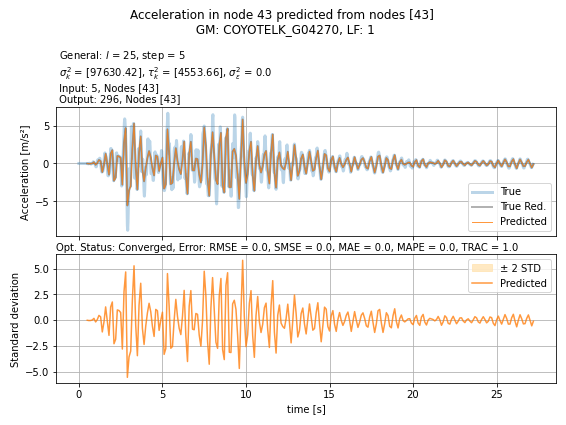 Acceleration in node 43 predicted from nodes [43]
GM: COYOTELK_G04270, LF: 1
General: l = 25, step = 5
σ²ₖ = [97630.42], τ²ₖ = [4553.66], σ²ε = 0.0
Input: 5, Nodes [43]
Output: 296, Nodes [43]
Acceleration [m/s²]
5
0
−5
True
True Red.
Predicted
Opt. Status: Converged, Error: RMSE = 0.0, SMSE = 0.0, MAE = 0.0, MAPE = 0.0, TRAC = 1.0
Standard deviation
5.0
2.5
0.0
−2.5
−5.0
± 2 STD
Predicted
0 5 10 15 20 25
time [s]